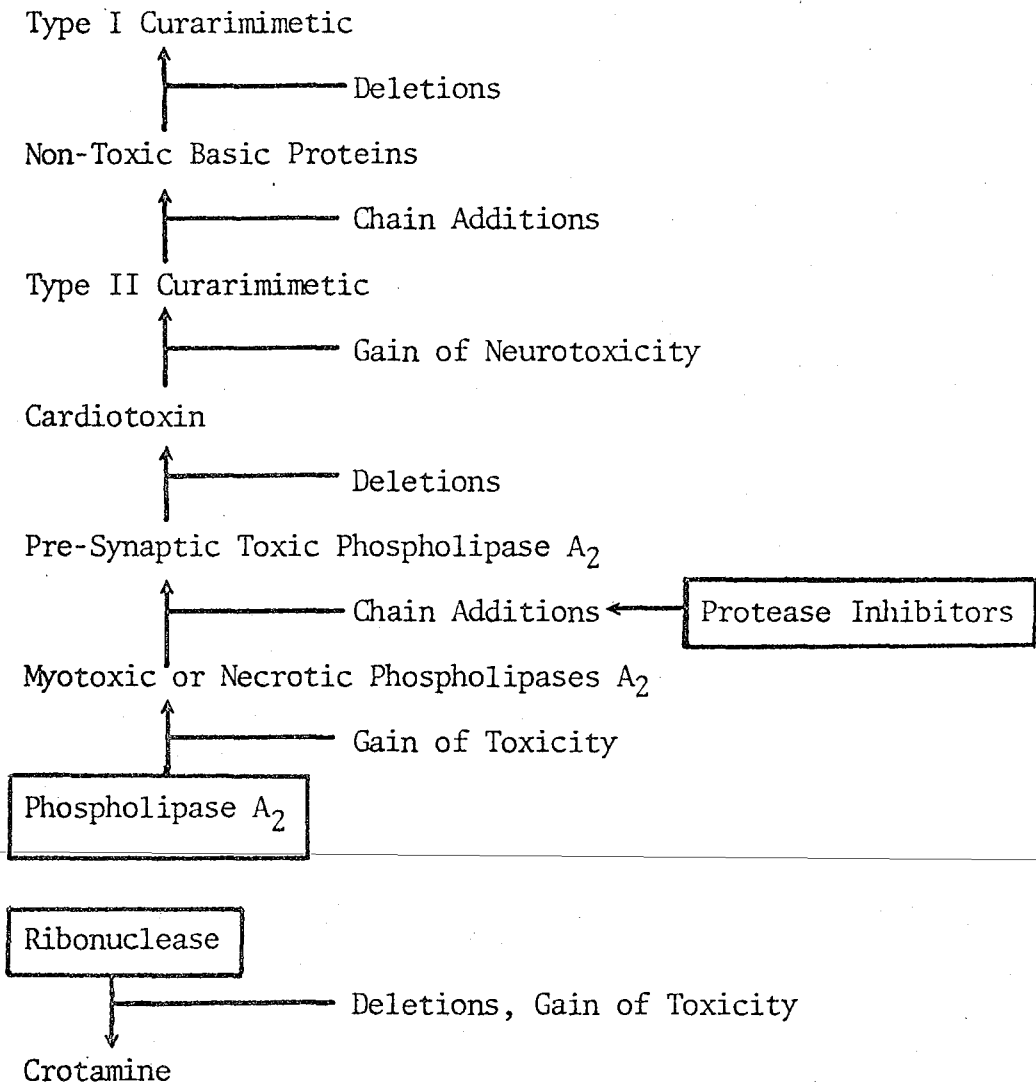 Type I Curarimimetic
Deletions
Non-Toxic Basic Proteins
Chain Additions
Type II Curarimimetic
Gain of Neurotoxicity
Cardiotoxin
Deletions
Pre-Synaptic Toxic Phospholipase A₂
Chain Additions
Protease Inhibitors
Myotoxic or Necrotic Phospholipases A₂
Gain of Toxicity
Phospholipase A₂
Ribonuclease
Deletions, Gain of Toxicity
Crotamine